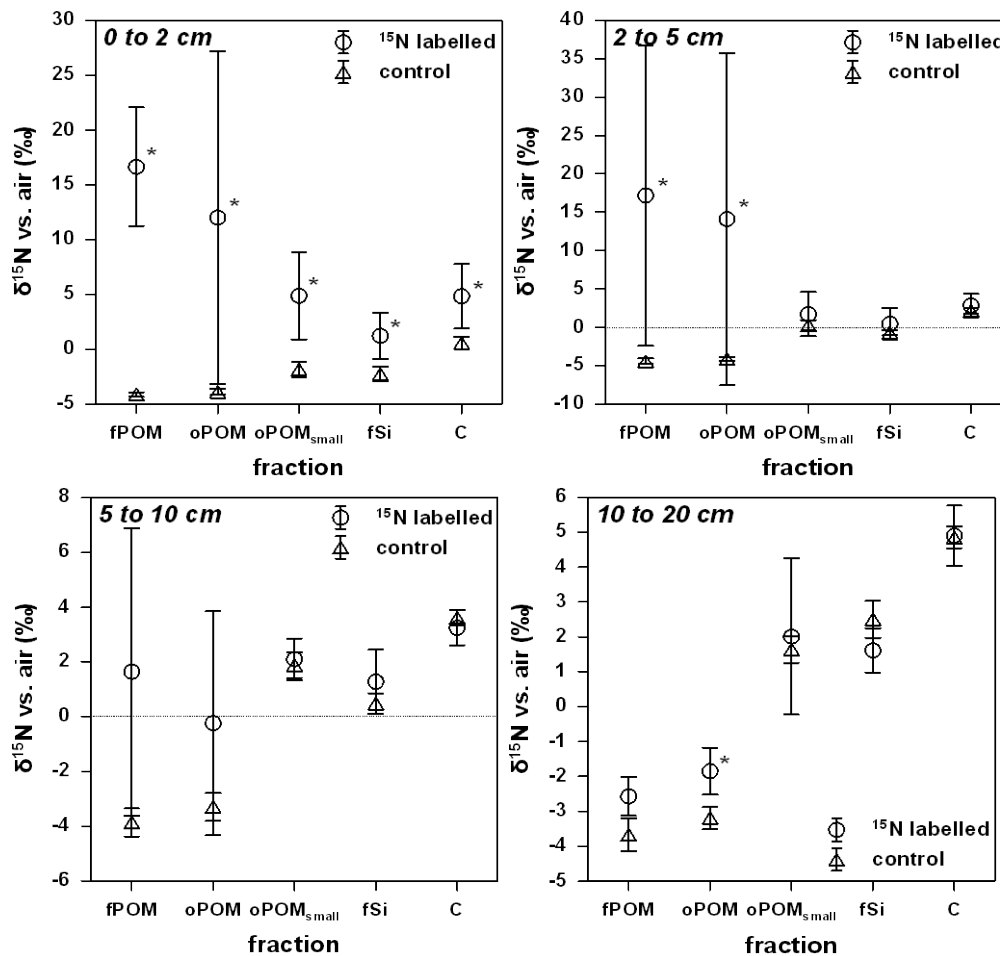 0 to 2 cm
¹⁵N labelled
control
30
25
20
15
10
5
0
-5
δ¹⁵N vs. air (‰)
*
*
*
*
*
fPOM oPOM oPOMsmall fSi C
fraction
2 to 5 cm
¹⁵N labelled
control
40
35
30
25
20
15
10
5
0
-5
-10
δ¹⁵N vs. air (‰)
*
*
fPOM oPOM oPOMsmall fSi C
fraction
5 to 10 cm
¹⁵N labelled
control
8
6
4
2
0
-2
-4
-6
δ¹⁵N vs. air (‰)
fPOM oPOM oPOMsmall fSi C
fraction
10 to 20 cm
6
5
4
3
2
1
0
-1
-2
-3
-4
-5
δ¹⁵N vs. air (‰)
*
¹⁵N labelled
control
fPOM oPOM oPOMsmall fSi C
fraction